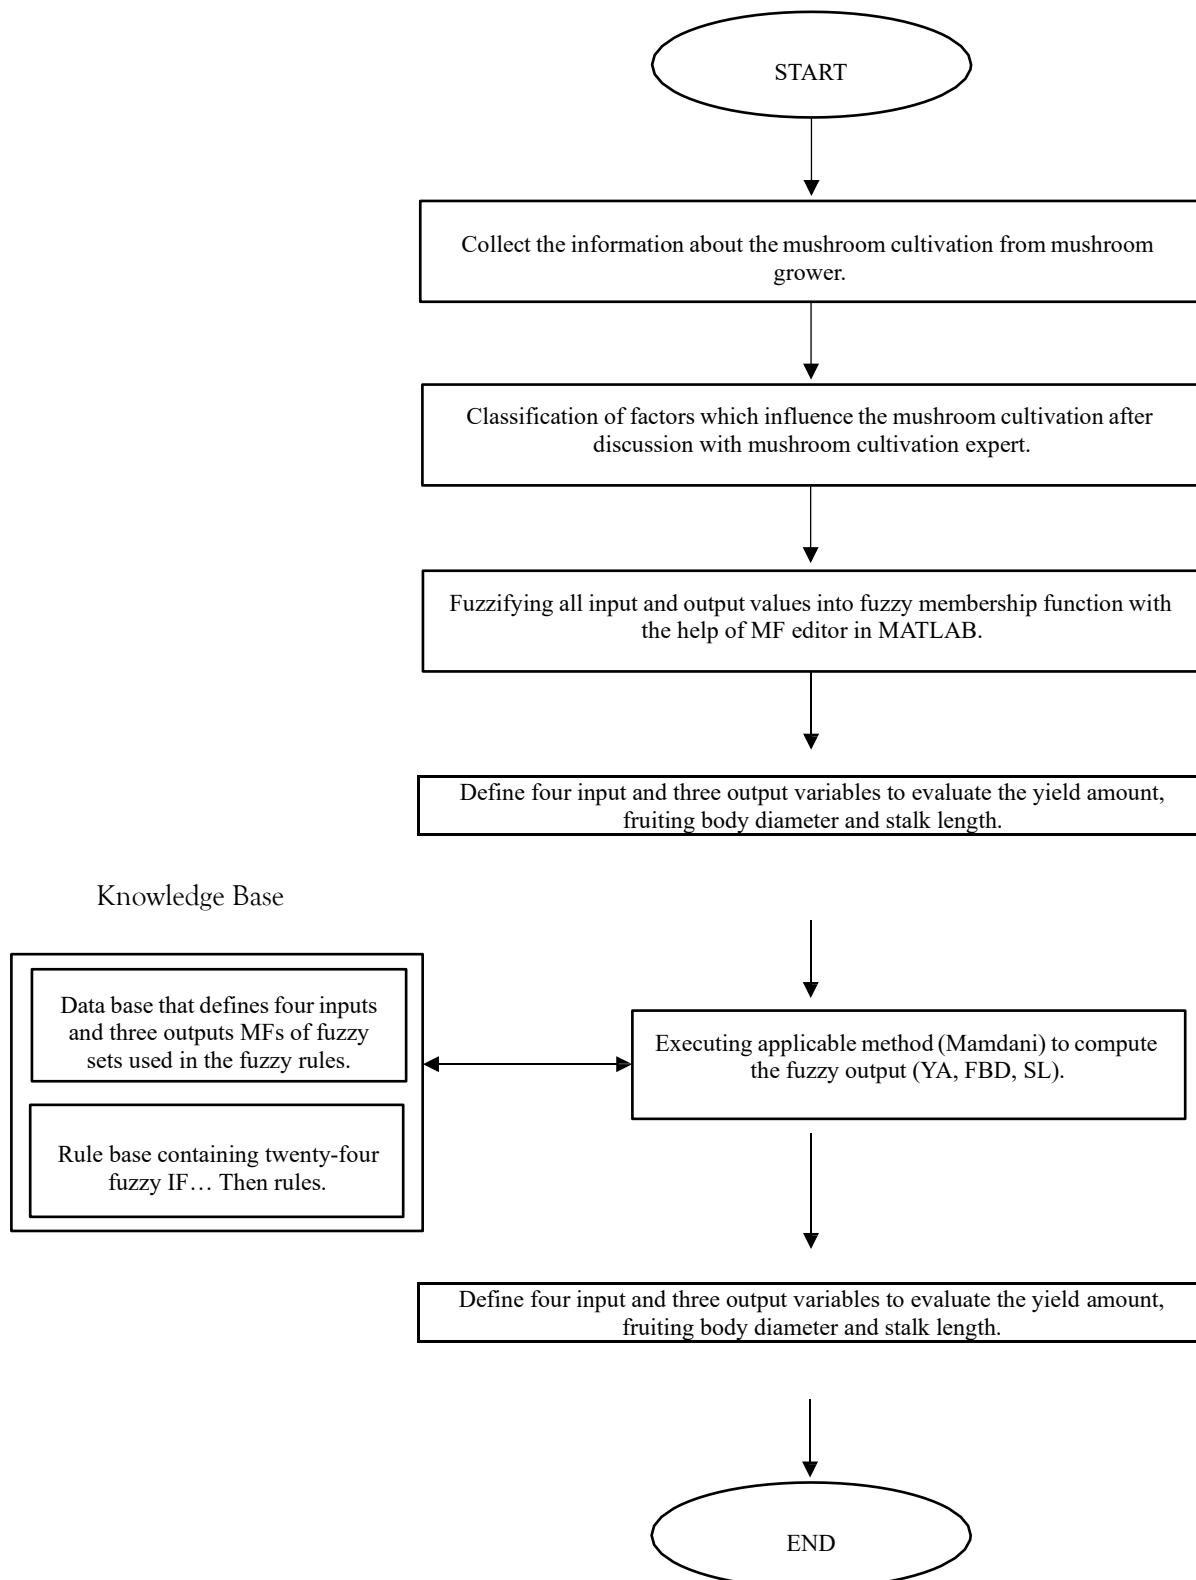 START
Collect the information about the mushroom cultivation from mushroom
grower.
Classification of factors which influence the mushroom cultivation after
discussion with mushroom cultivation expert.
Fuzzifying all input and output values into fuzzy membership function with
the help of MF editor in MATLAB.
Define four input and three output variables to evaluate the yield amount,
fruiting body diameter and stalk length.
Knowledge Base
Data base that defines four inputs
and three outputs MFs of fuzzy
sets used in the fuzzy rules.
Rule base containing twenty-four
fuzzy IF… Then rules.
Executing applicable method (Mamdani) to compute
the fuzzy output (YA, FBD, SL).
Define four input and three output variables to evaluate the yield amount,
fruiting body diameter and stalk length.
END